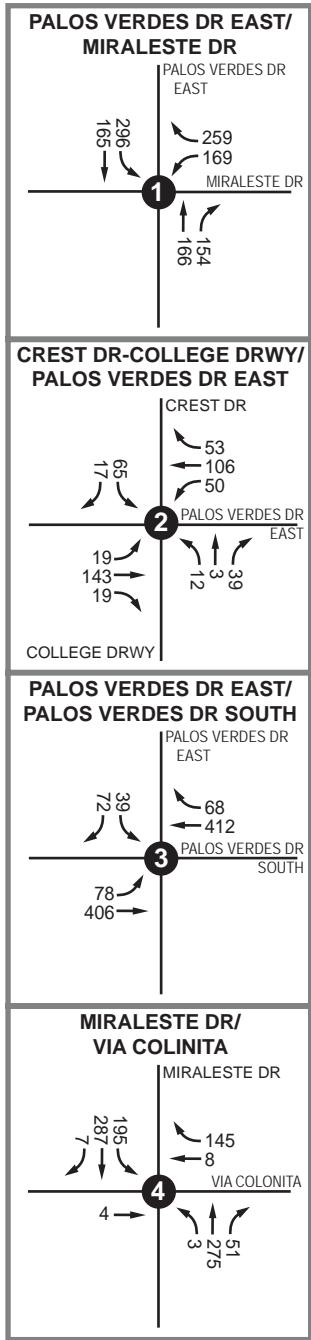 PALOS VERDES DR EAST/
MIRALESTE DR
PALOS VERDES DR
EAST
296
165
259
169
MIRALESTE DR
1
154
166
CREST DR-COLLEGE DRWY/
PALOS VERDES DR EAST
CREST DR
53
106
50
65
17
2
PALOS VERDES DR
EAST
19
143
19
39
3
12
COLLEGE DRWY
PALOS VERDES DR EAST/
PALOS VERDES DR SOUTH
PALOS VERDES DR
EAST
39
72
68
412
3
PALOS VERDES DR
SOUTH
78
406
MIRALESTE DR/
VIA COLINITA
MIRALESTE DR
195
287
7
145
8
4
VIA COLONITA
4
51
275
3